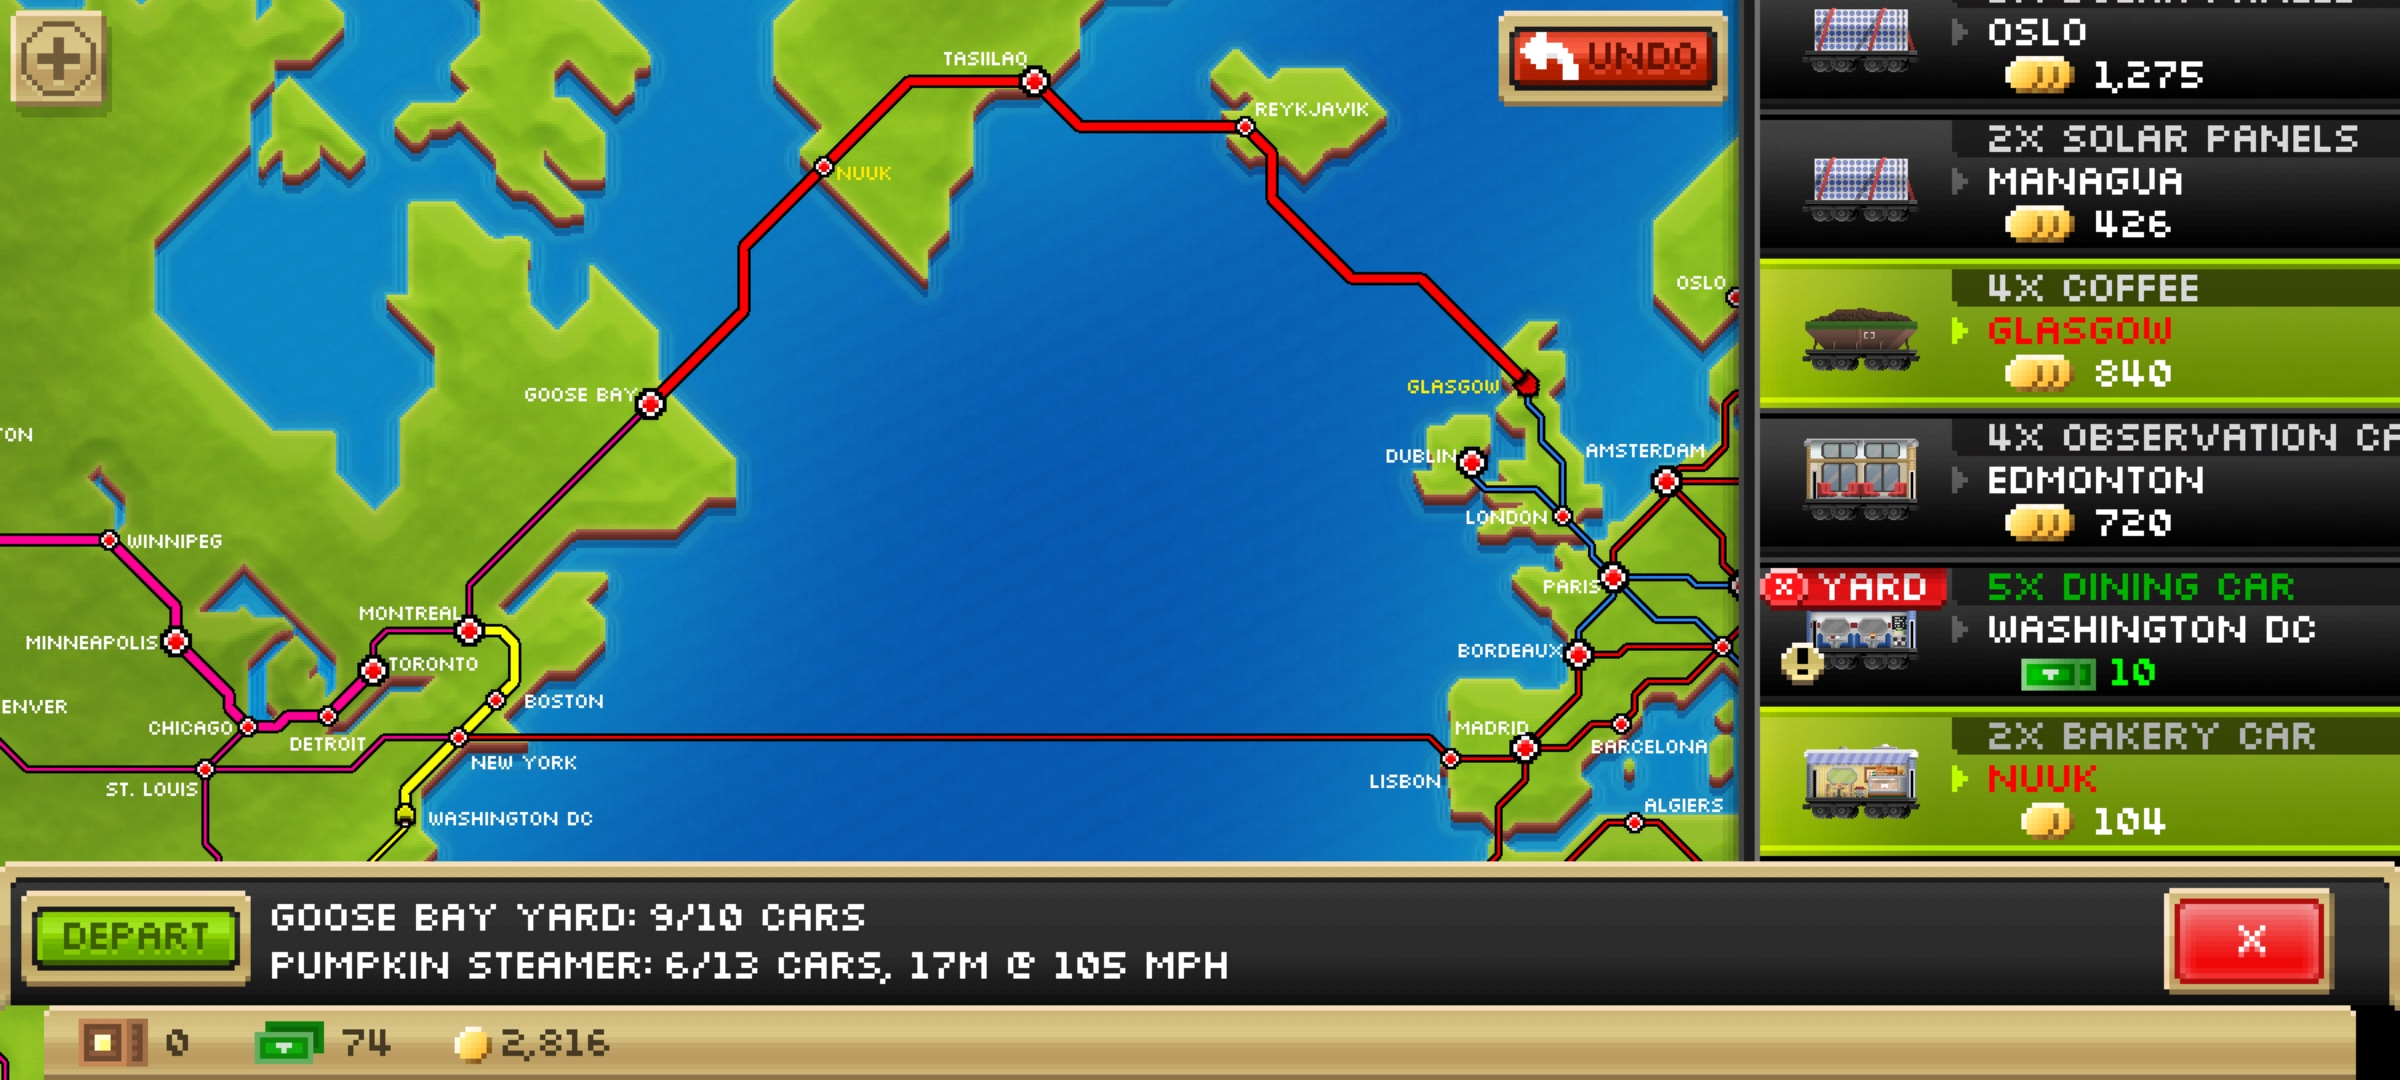 TASIILAQ
UNDO
REYKJAVIK
NUUK
OSLO
GOOSE BAY
GLASGOW
DUBLIN
AMSTERDAM
LONDON
WINNIPEG
PARIS
MONTREAL
MINNEAPOLIS
TORONTO
BORDEAUX
BOSTON
ENVER
CHICAGO
DETROIT
MADRID
BARCELONA
NEW YORK
LISBON
ST. LOUIS
ALGIERS
WASHINGTON DC
OSLO
1,275
2X SOLAR PANELS
MANAGUA
426
4X COFFEE
GLASGOW
840
4X OBSERVATION CA
EDMONTON
720
YARD
5X DINING CAR
WASHINGTON DC
10
2X BAKERY CAR
NUUK
104
DEPART
GOOSE BAY YARD: 9/10 CARS
PUMPKIN STEAMER: 6/13 CARS, 17M @ 105 MPH
X
0
74
2,816